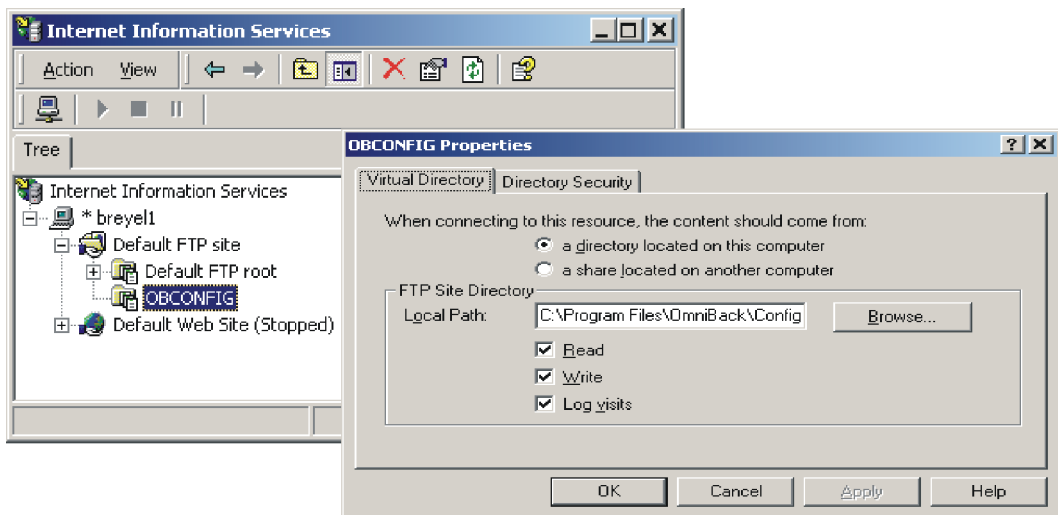 Internet Information Services
Action View
Tree
Internet Information Services
* breyel1
Default FTP site
Default FTP root
OBCONFIG
Default Web Site (Stopped)
OBCONFIG Properties
Virtual Directory Directory Security
When connecting to this resource, the content should come from:
a directory located on this computer
a share located on another computer
FTP Site Directory
Local Path: C:\Program Files\OmniBack\Config Browse...
Read
Write
Log visits
OK Cancel Apply Help